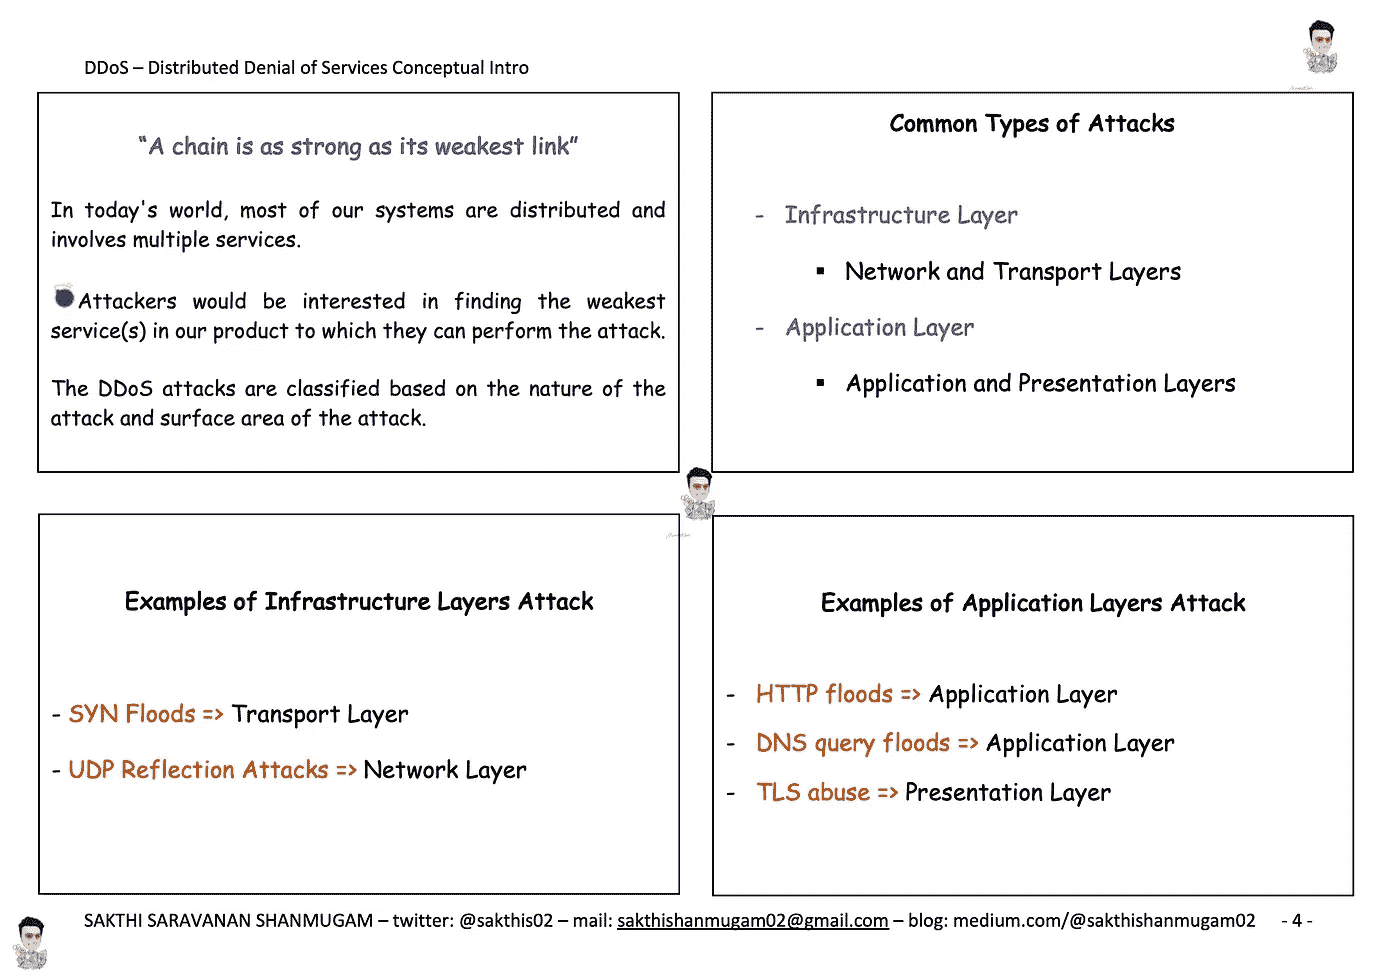 DDoS – Distributed Denial of Services Conceptual Intro
“A chain is as strong as its weakest link”
In today's world, most of our systems are distributed and
involves multiple services.
Attackers would be interested in finding the weakest
service(s) in our product to which they can perform the attack.
The DDoS attacks are classified based on the nature of the
attack and surface area of the attack.
Common Types of Attacks
- Infrastructure Layer
▪ Network and Transport Layers
- Application Layer
▪ Application and Presentation Layers
Examples of Infrastructure Layers Attack
- SYN Floods => Transport Layer
- UDP Reflection Attacks => Network Layer
Examples of Application Layers Attack
- HTTP floods => Application Layer
- DNS query floods => Application Layer
- TLS abuse => Presentation Layer
SAKTHI SARAVANAN SHANMUGAM – twitter: @sakthis02 – mail: sakthishanmugam02@gmail.com – blog: medium.com/@sakthishanmugam02 - 4 -